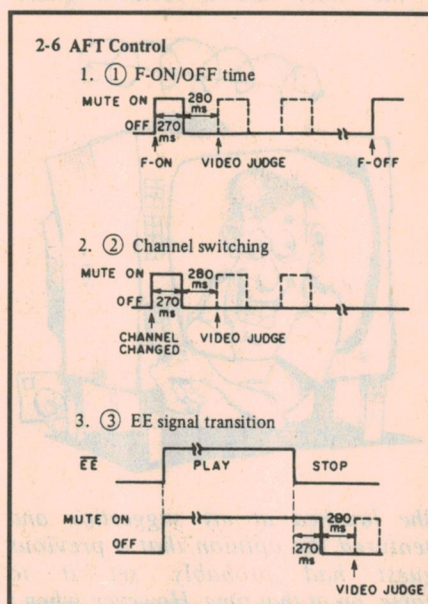 2-6 AFT Control
1. ① F-ON/OFF time
MUTE ON
280
ms
OFF
270
ms
F-ON
VIDEO JUDGE
F-OFF
2. ② Channel switching
MUTE ON
280
ms
OFF
270
ms
CHANNEL
CHANGED
VIDEO JUDGE
3. ③ EE signal transition
EE
PLAY
STOP
MUTE ON
280
ms
OFF
270
ms
VIDEO JUDGE